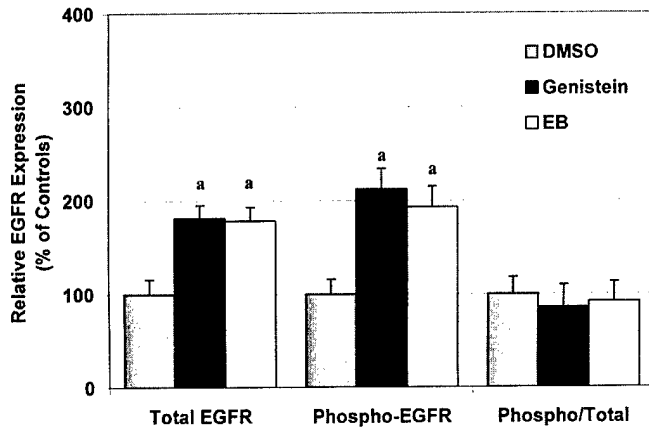 400
300
200
100
0
Relative EGFR Expression
(% of Controls)
DMSO
Genistein
EB
a
a
a
a
Total EGFR
Phospho-EGFR
Phospho/Total